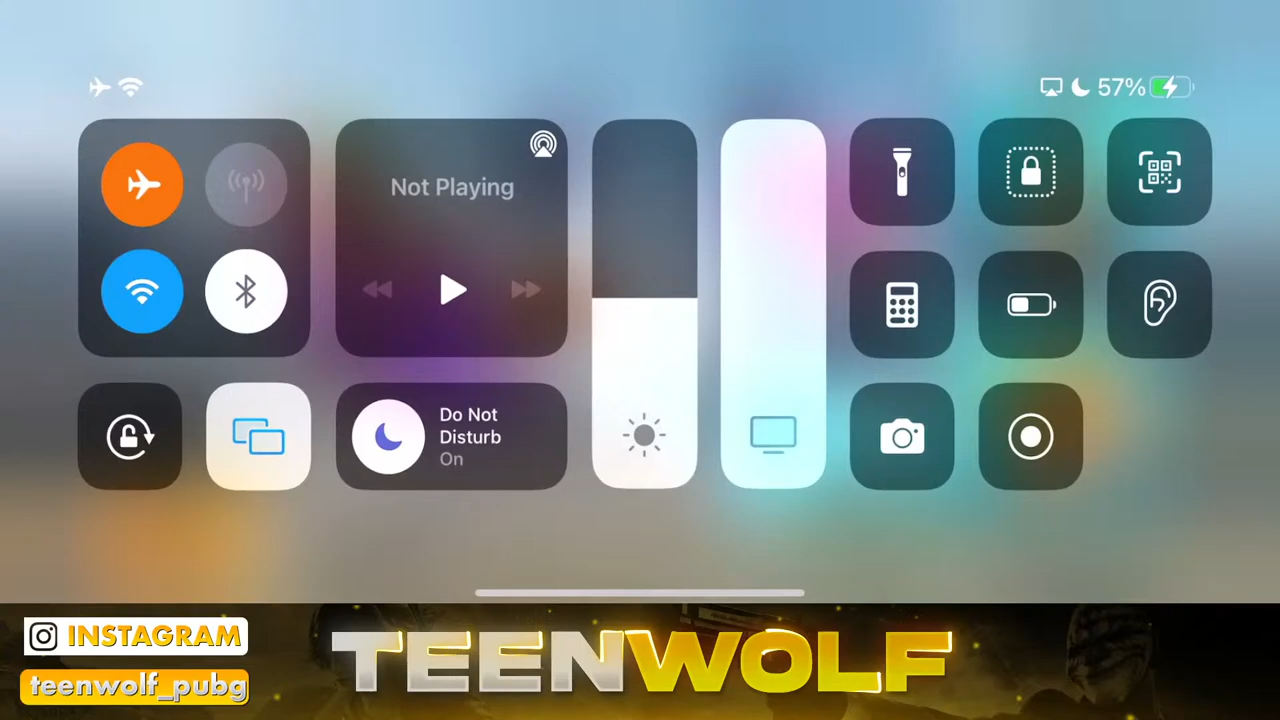 57%
Not Playing
Do Not
Disturb
On
INSTAGRAM
teenwolf_pubg
TEENWOLF